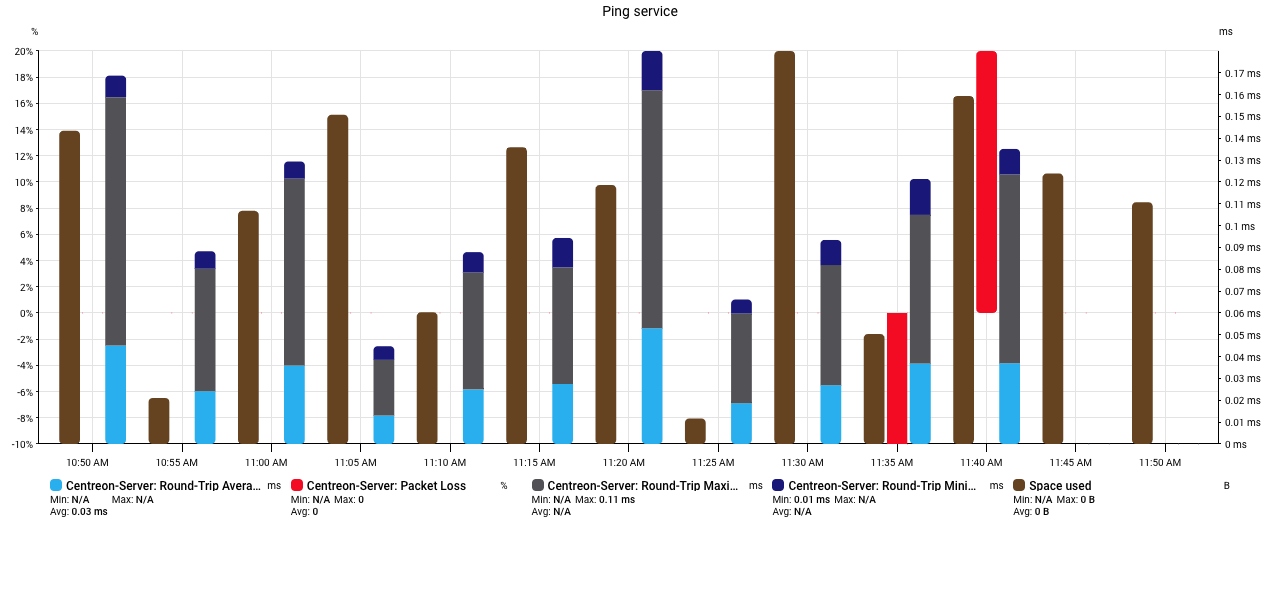 Ping service
% ms
20%
18%
16%
14%
12%
10%
8%
6%
4%
2%
0%
-2%
-4%
-6%
-8%
-10%
0.17 ms
0.16 ms
0.15 ms
0.14 ms
0.13 ms
0.12 ms
0.11 ms
0.1 ms
0.09 ms
0.08 ms
0.07 ms
0.06 ms
0.05 ms
0.04 ms
0.03 ms
0.02 ms
0.01 ms
0 ms
10:50 AM 10:55 AM 11:00 AM 11:05 AM 11:10 AM 11:15 AM 11:20 AM 11:25 AM 11:30 AM 11:35 AM 11:40 AM 11:45 AM 11:50 AM
Centreon-Server: Round-Trip Avera... ms Centreon-Server: Packet Loss % Centreon-Server: Round-Trip Maxi... ms Centreon-Server: Round-Trip Mini... ms Space used B
Min: N/A Max: N/A Min: N/A Max: 0 Min: N/A Max: 0.11 ms Min: 0.01 ms Max: N/A Min: N/A Max: 0 B
Avg: 0.03 ms Avg: 0 Avg: N/A Avg: N/A Avg: 0 B